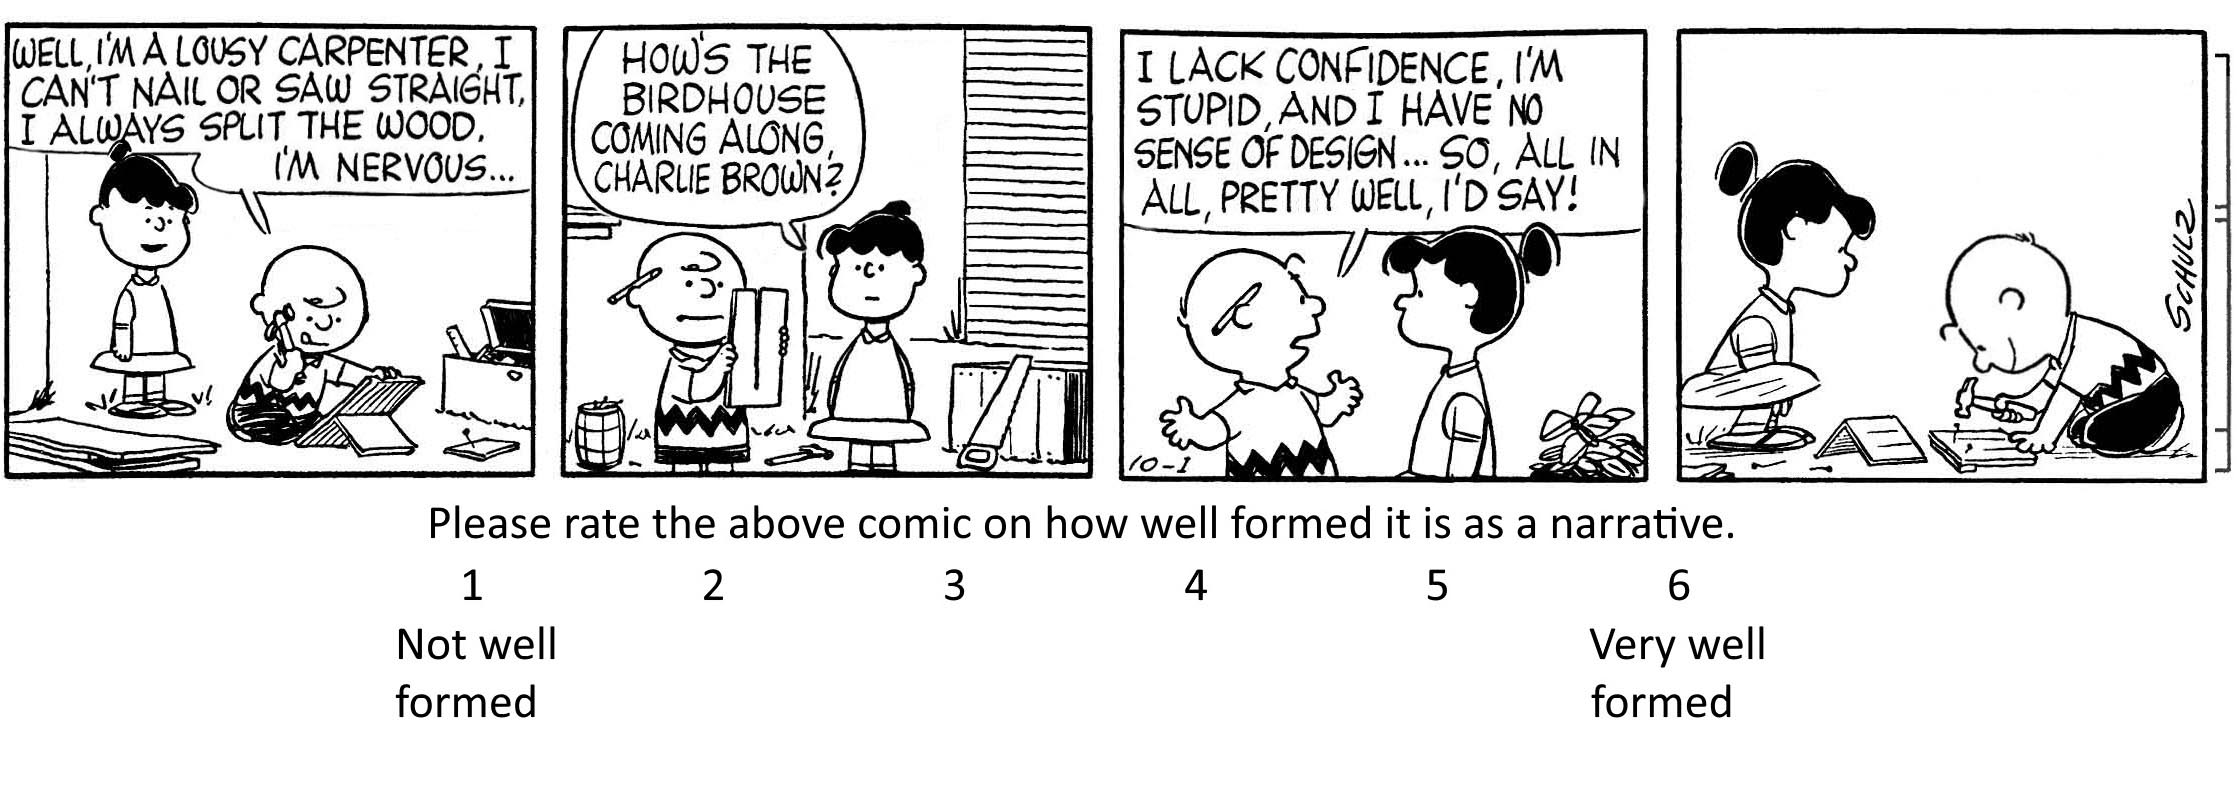 WELL, I'M A LOUSY CARPENTER, I
CAN'T NAIL OR SAW STRAIGHT,
I ALWAYS SPLIT THE WOOD.
I'M NERVOUS...
HOW'S THE
BIRDHOUSE
COMING ALONG,
CHARLIE BROWN?
I LACK CONFIDENCE, I'M
STUPID, AND I HAVE NO
SENSE OF DESIGN... SO, ALL IN
ALL, PRETTY WELL, I'D SAY!
10-1
SCHULZ
Please rate the above comic on how well formed it is as a narrative.
1 2 3 4 5 6
Not well
formed
Very well
formed